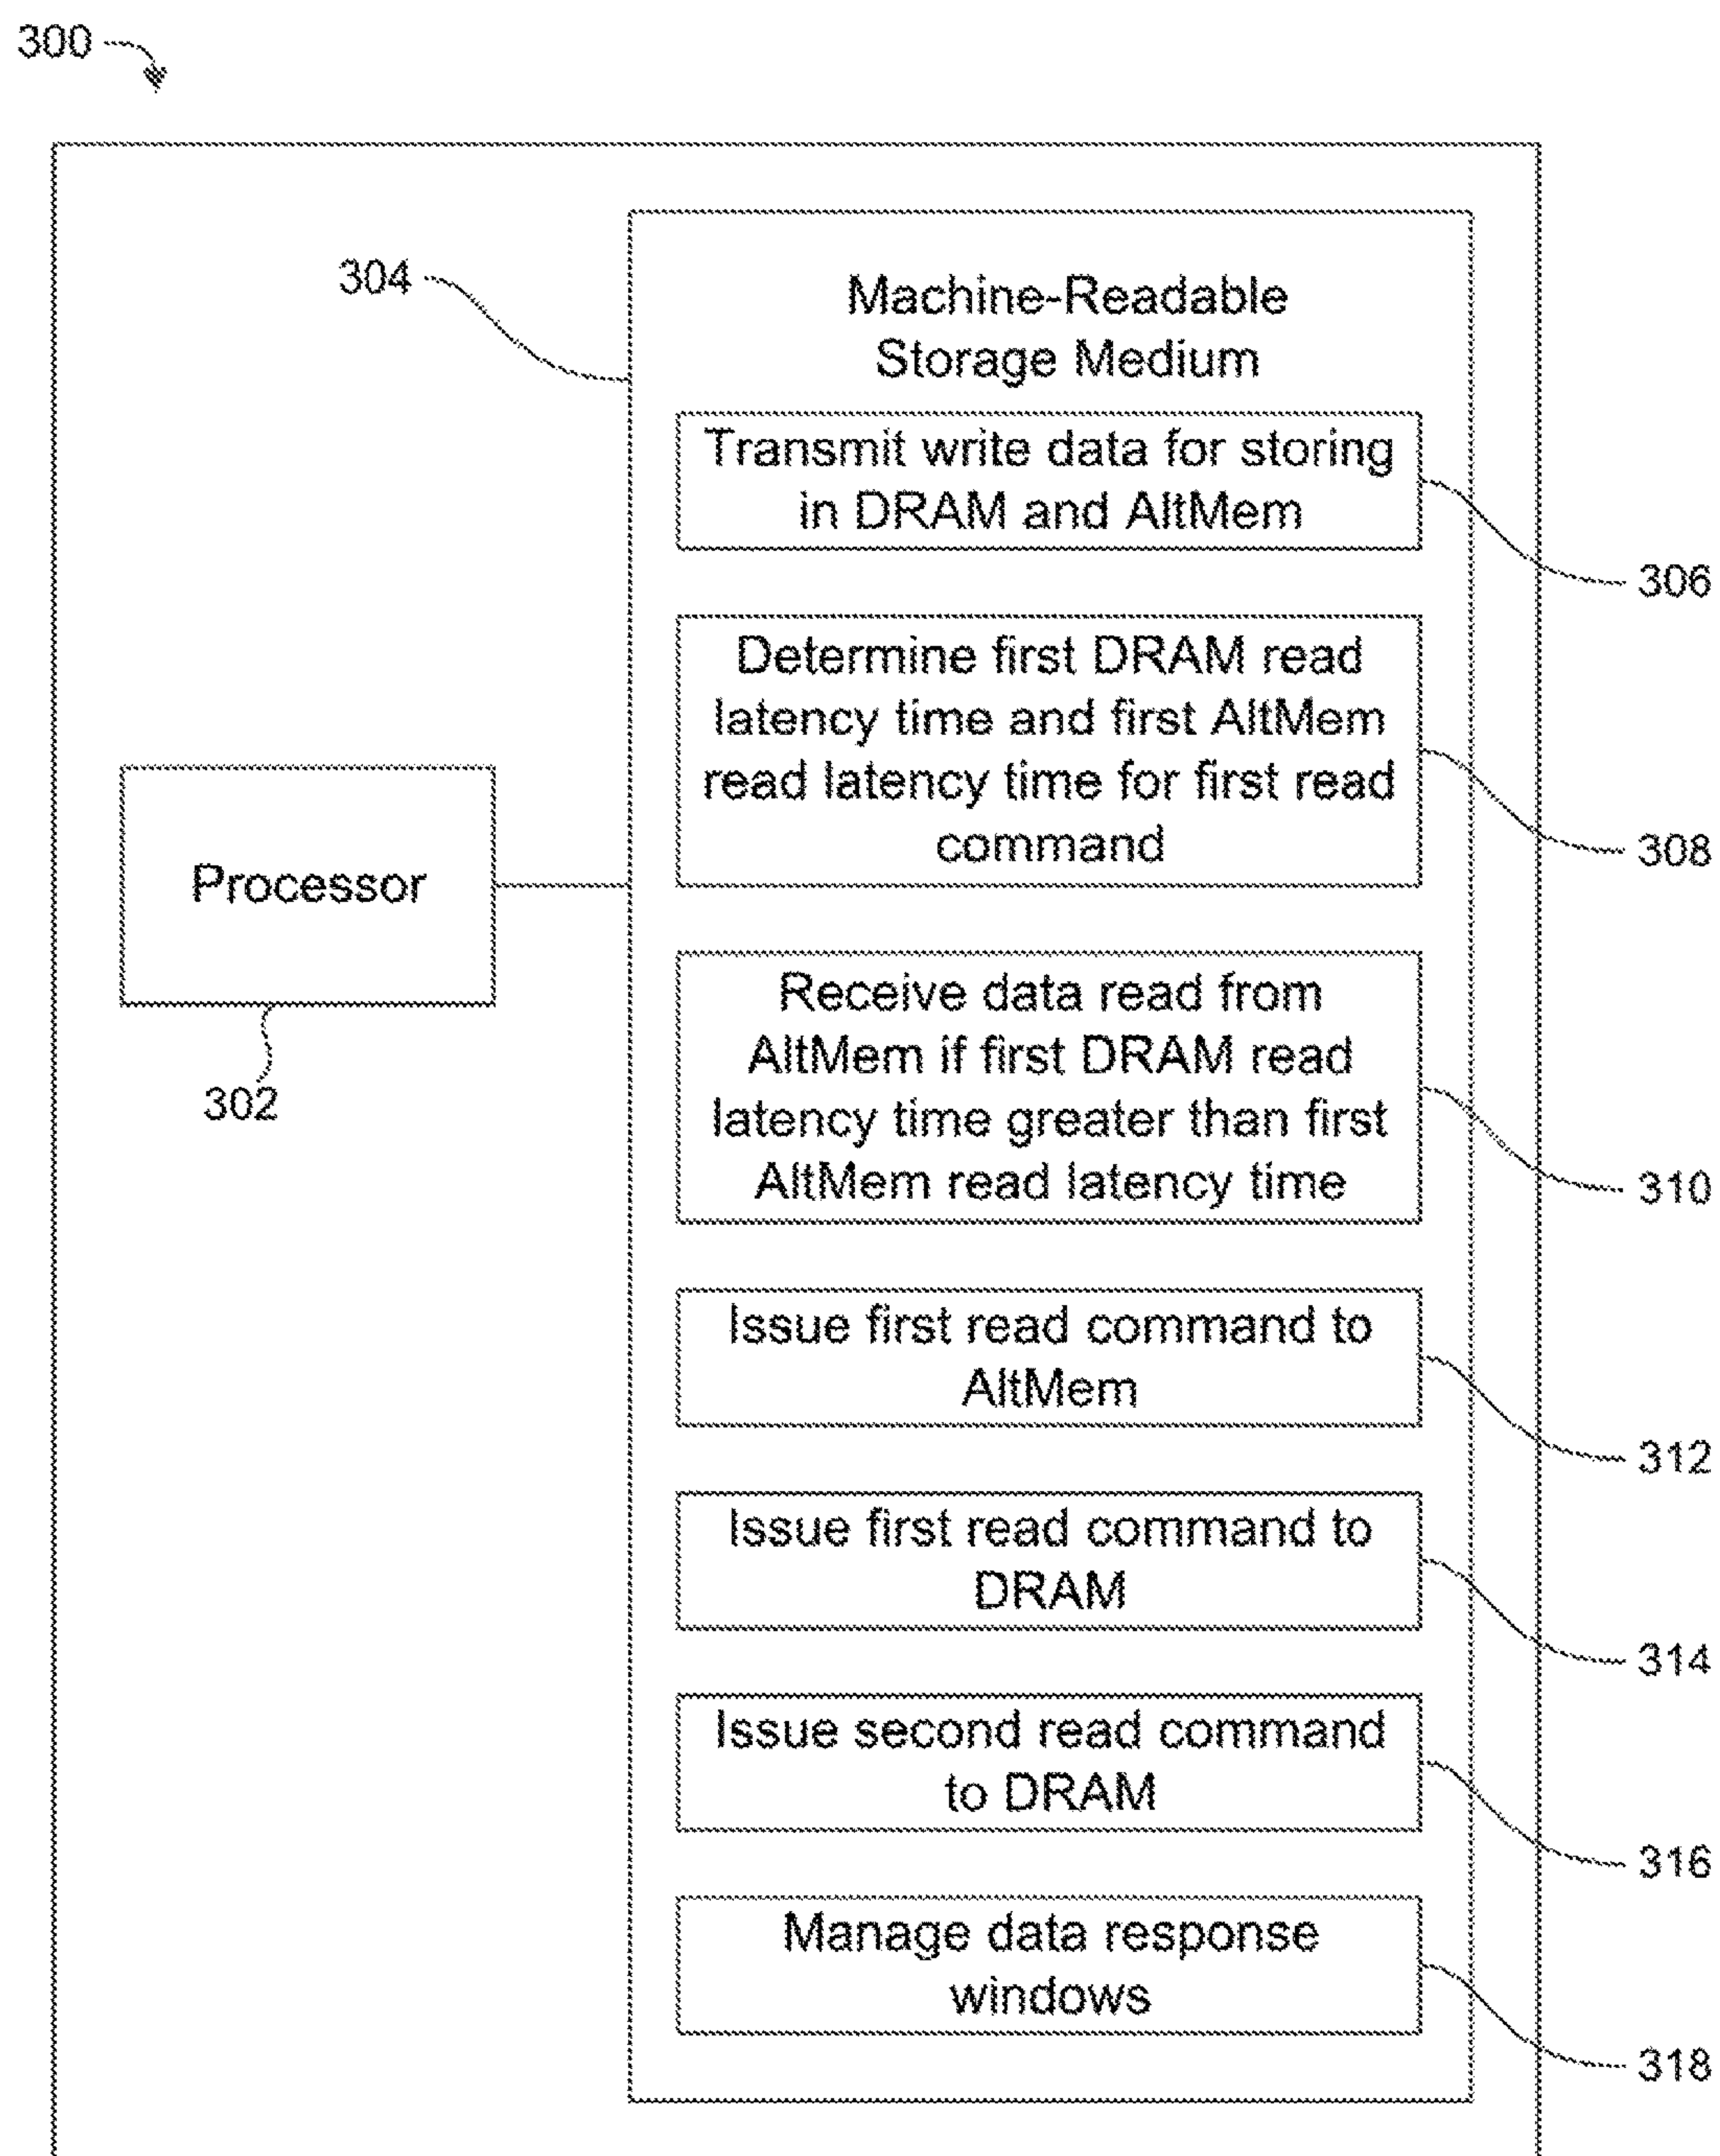 300
304
Machine-Readable
Storage Medium
Transmit write data for storing
in DRAM and AltMem
306
Determine first DRAM read
latency time and first AltMem
read latency time for first read
command
308
Processor
302
Receive data read from
AltMem if first DRAM read
latency time greater than first
AltMem read latency time
310
Issue first read command to
AltMem
312
Issue first read command to
DRAM
314
Issue second read command
to DRAM
316
Manage data response
windows
318